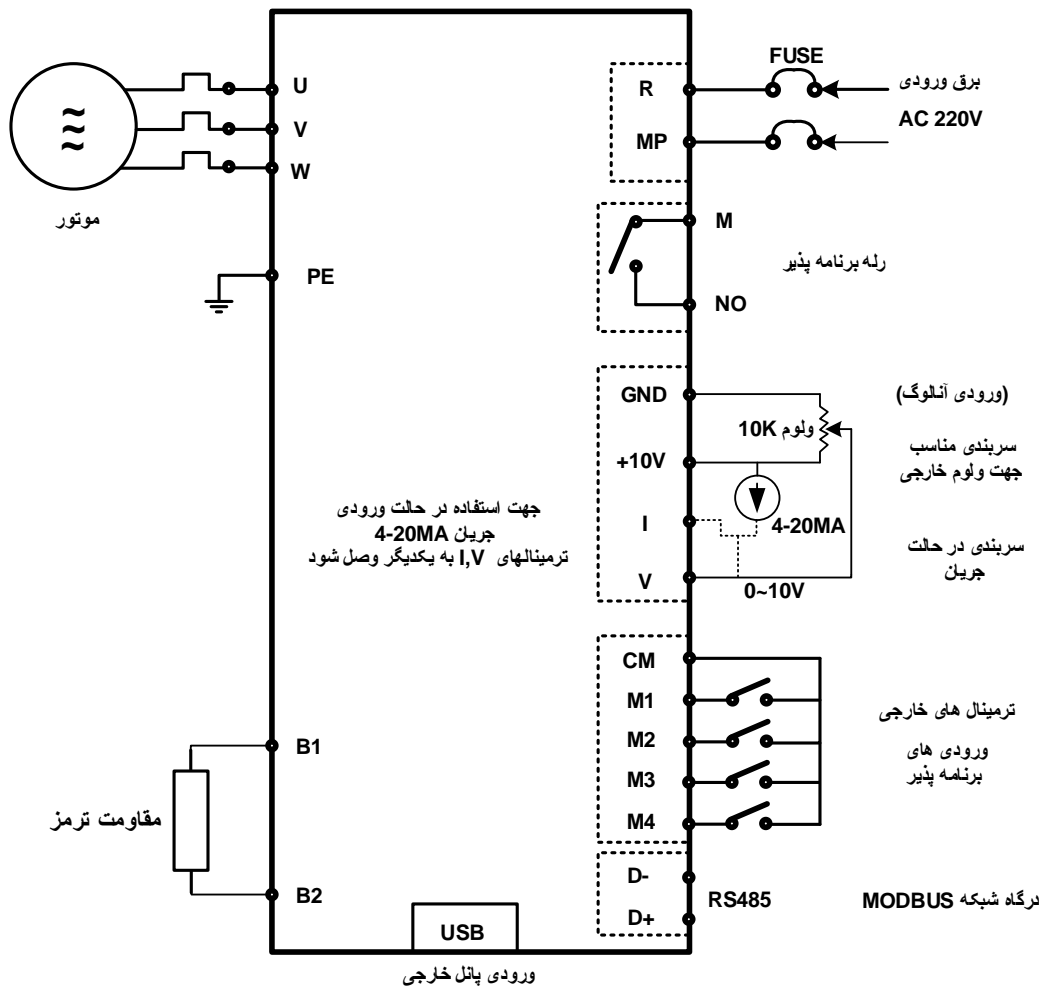 FUSE
R
برق ورودی
AC 220V
MP
U
V
W
موتور
M
رله برنامه پذیر
NO
PE
GND
(ورودی آنالوگ)
ولوم 10K
سربندی مناسب
جهت ولوم خارجی
+10V
جهت استفاده در حالت ورودی
جریان 4-20MA
ترمینالهای I,V به یکدیگر وصل شود
I
4-20MA
سربندی در حالت
جریان
V
0~10V
CM
M1
M2
M3
M4
ترمینال های خارجی
ورودی های
برنامه پذیر
B1
مقاومت ترمز
B2
D-
D+
RS485
درگاه شبکه MODBUS
USB
ورودی پانل خارجی